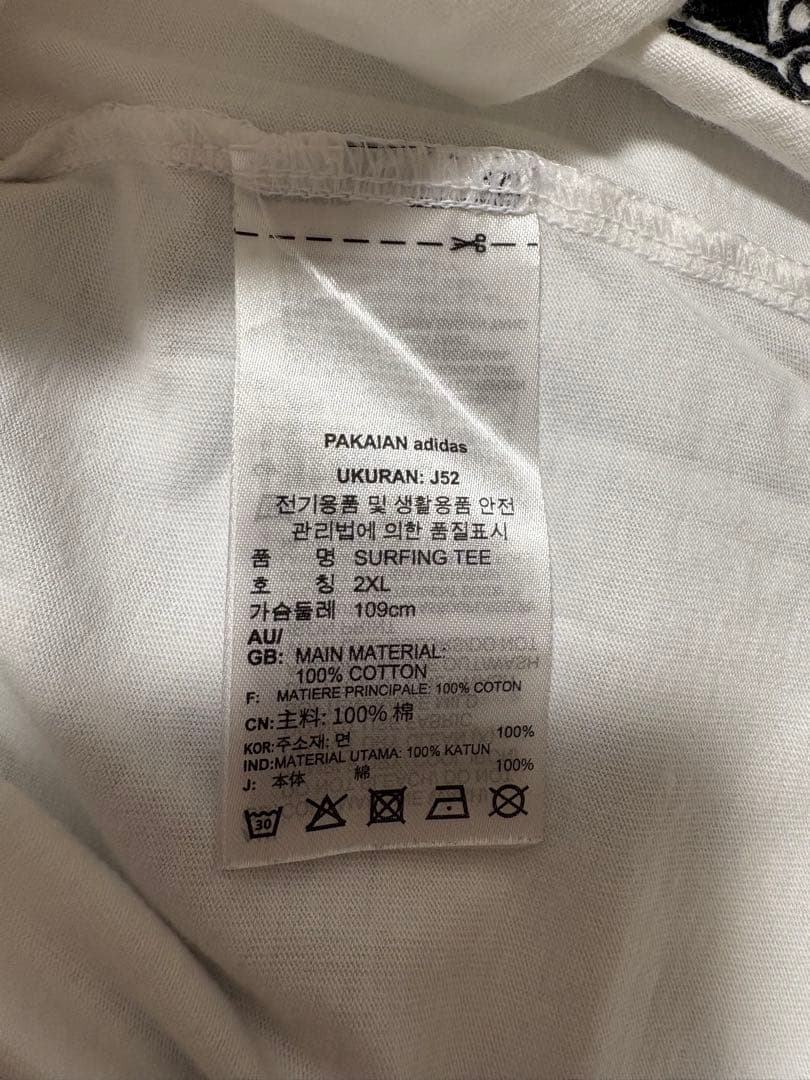 PAKAIAN adidas
UKURAN: J52
전기용품 및 생활용품 안전
관리법에 의한 품질표시
품 명 SURFING TEE
호 칭 2XL
가슴둘레 109cm
AU/
GB: MAIN MATERIAL:
100% COTTON
F: MATIERE PRINCIPALE: 100% COTON
CN:主料: 100% 棉
KOR:주소재: 면 100%
IND:MATERIAL UTAMA: 100% KATUN
J: 本体 綿 100%
30